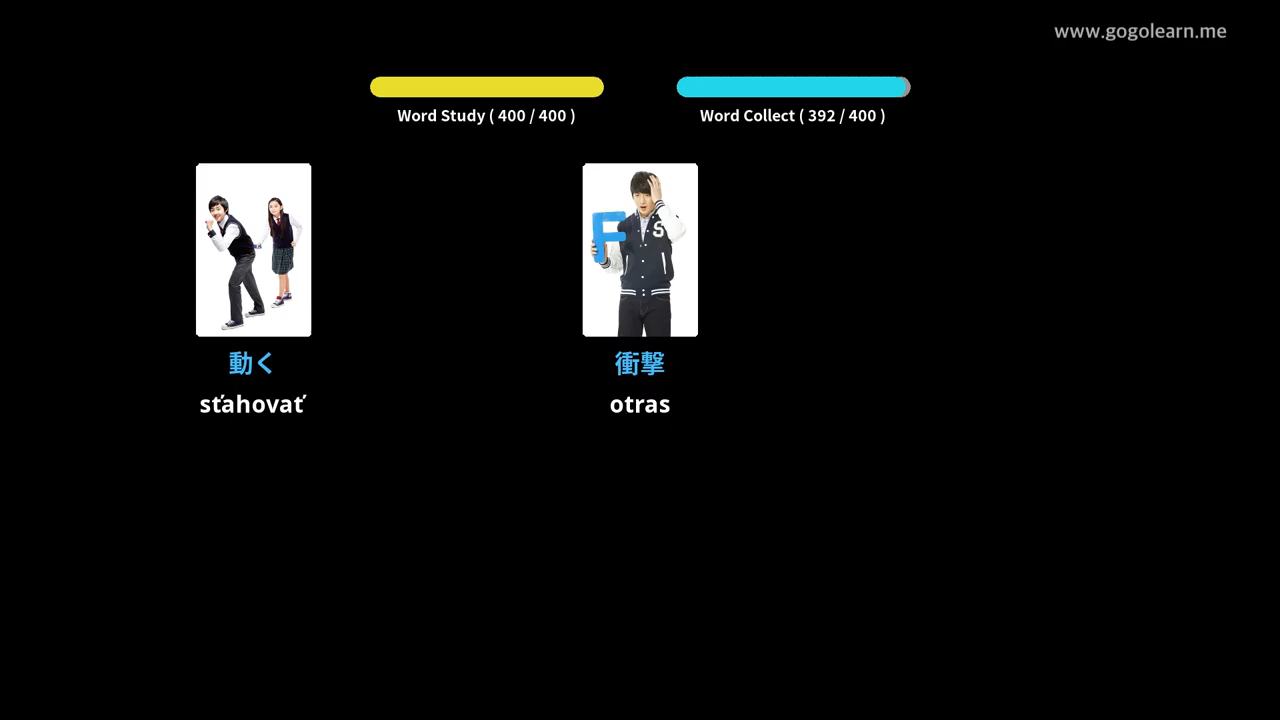 www.gogolearn.me
Word Study ( 400 / 400 )
Word Collect ( 392 / 400 )
F
S
動く
衝撃
sťahovať
otras